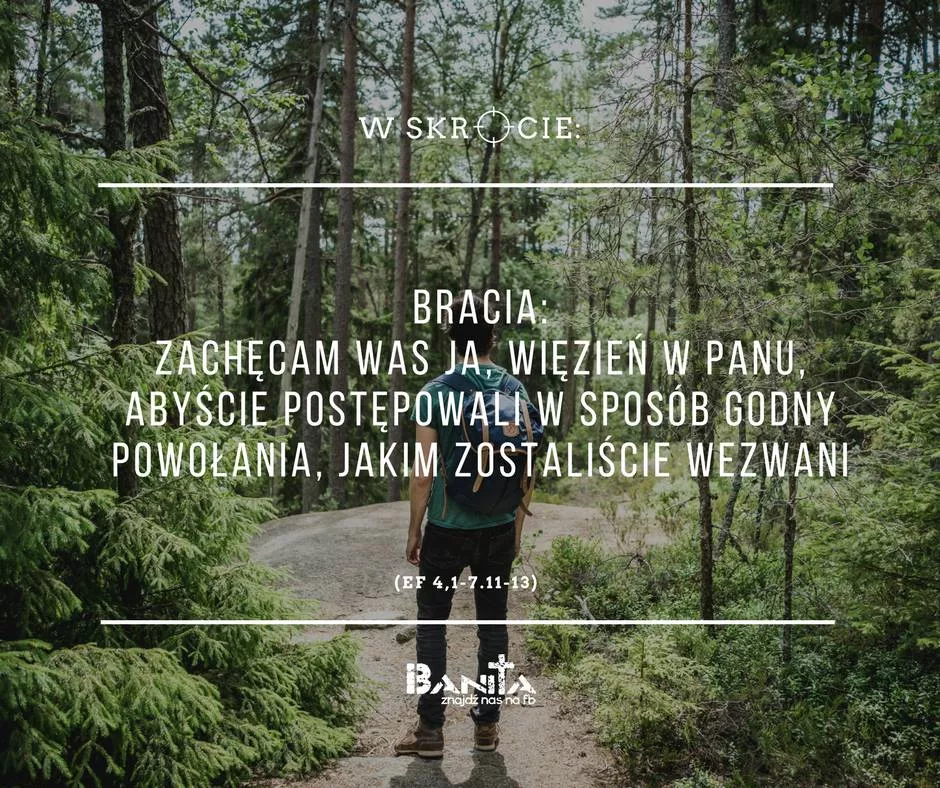 W SKRÓCIE:
BRACIA:
ZACHĘCAM WAS JA, WIĘZIEŃ W PANU,
ABYŚCIE POSTĘPOWALI W SPOSÓB GODNY
POWOŁANIA, JAKIM ZOSTALIŚCIE WEZWANI
(EF 4,1-7.11-13)
BANITA
znajdź nas na fb